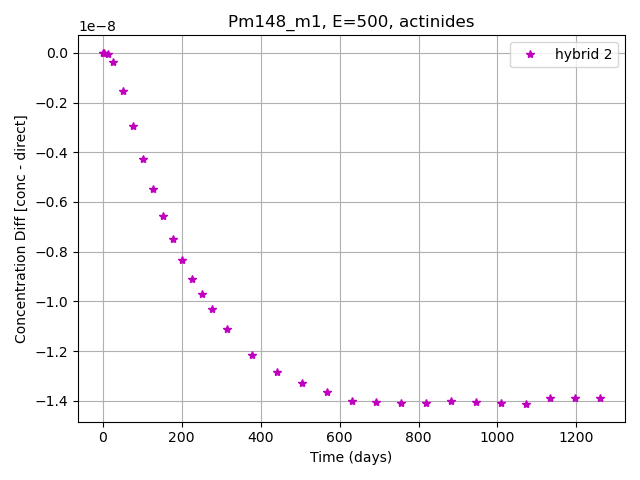 Pm148_m1, E=500, actinides
1e−8
hybrid 2
0.0
−0.2
−0.4
−0.6
−0.8
−1.0
−1.2
−1.4
Concentration Diff [conc - direct]
0 200 400 600 800 1000 1200
Time (days)